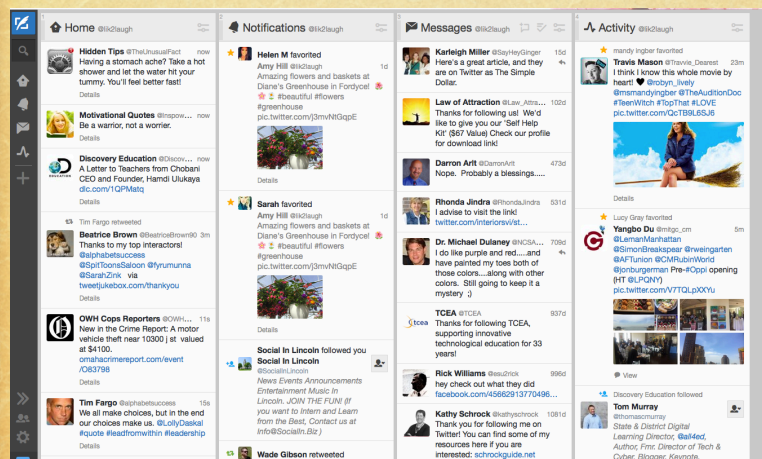 1
Home @lik2laugh
Hidden Tips @TheUnusualFact now
Having a stomach ache? Take a hot
shower and let the water hit your
tummy. You'll feel better fast!
Details
Motivational Quotes @Inspow... now
Be a warrior, not a worrier.
Details
Discovery Education @Discov... now
A Letter to Teachers from Chobani
CEO and Founder, Hamdi Ulukaya
dlc.com/1QPMatq
Details
Tim Fargo retweeted
Beatrice Brown @BeatriceBrown90 3m
Thanks to my top interactors!
@alphabetsuccess
@SpitToonsSaloon @fyrumunna
@SarahZink via
tweetjukebox.com/thankyou
Details
OWH Cops Reporters @OWH... 11s
New in the Crime Report: A motor
vehicle theft near 10300 j st valued
at $4100.
omahacrimereport.com/event
/O83798
Details
Tim Fargo @alphabetsuccess 15s
We all make choices, but in the end
our choices make us. @LollyDaskal
#quote #leadfromwithin #leadership
Details
2
Notifications @lik2laugh
Helen M favorited
Amy Hill @lik2laugh 1d
Amazing flowers and baskets at
Diane's Greenhouse in Fordyce!
#beautiful #flowers
#greenhouse
pic.twitter.com/j3mvNtGqpE
Details
Sarah favorited
Amy Hill @lik2laugh 1d
Amazing flowers and baskets at
Diane's Greenhouse in Fordyce!
#beautiful #flowers
#greenhouse
pic.twitter.com/j3mvNtGqpE
Details
Social In Lincoln followed you
Social In Lincoln
@SocialInLincoln
News Events Announcements
Entertainment Music In
Lincoln. JOIN THE FUN! (If
you want to Intern and Learn
from the Best, Contact us at
Info@SocialIn.Biz )
Wade Gibson retweeted
3
Messages @lik2laugh
Karleigh Miller @SayHeyGinger 15d
Here's a great article, and they
are on Twitter as The Simple
Dollar.
Law of Attraction @Law_Attra... 102d
Thanks for following us! We'd
like to give you our 'Self Help
Kit' ($67 Value) Check our profile
for download link!
Darron Arit @DarronArit 473d
Nope. Probably a blessings.....
Rhonda Jindra @RhondaJindra 531d
I advise to visit the link!
twitter.com/interiorsvi/st...
Dr. Michael Dulaney @NCSA... 709d
I do like purple and red.....and
have painted my toes both of
those colors....along with other
colors. Still going to keep it a
mystery ;)
tcea
TCEA @TCEA 937d
Thanks for following TCEA,
supporting innovative
technological education for 33
years!
Rick Williams @esu2rick 996d
hey check out what they did
facebook.com/45662913770496...
Kathy Schrock @kathyschrock 1081d
Thank you for following me on
Twitter! You can find some of my
resources here if you are
interested: schrockguide.net
4
Activity @lik2laugh
mandy ingber favorited
Travis Mason @Travvie_Dearest 23m
I think I know this whole movie by
heart! @robyn_lively
@msmandyingber @TheAuditionDoc
#TeenWitch #TopThat #LOVE
pic.twitter.com/QcTB9L6SJ6
Details
Lucy Gray favorited
Yangbo Du @mitgc_cm 5m
@LemanManhattan
@SimonBreakspear @rweingarten
@AFTunion @CMRubinWorld
@jonburgerman Pre-#Oppi opening
(HT @LPQNY)
pic.twitter.com/V7TQLpXXYu
View
Discovery Education followed
Tom Murray
@thomascmurray
State & District Digital
Learning Director, @all4ed,
Author, Fmr. Director of Tech &
Cyber, Blogger, Keynote